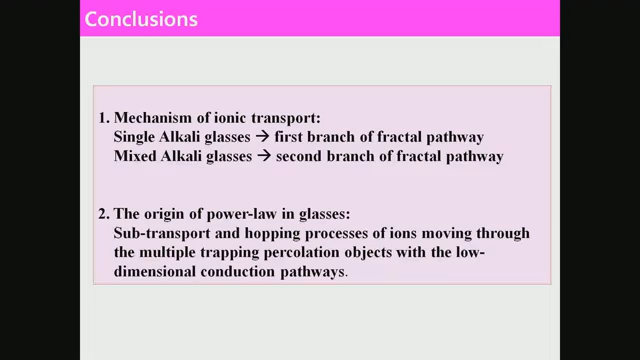 Conclusions
1. Mechanism of ionic transport:
Single Alkali glasses → first branch of fractal pathway
Mixed Alkali glasses → second branch of fractal pathway
2. The origin of power-law in glasses:
Sub-transport and hopping processes of ions moving through
the multiple trapping percolation objects with the low-
dimensional conduction pathways.